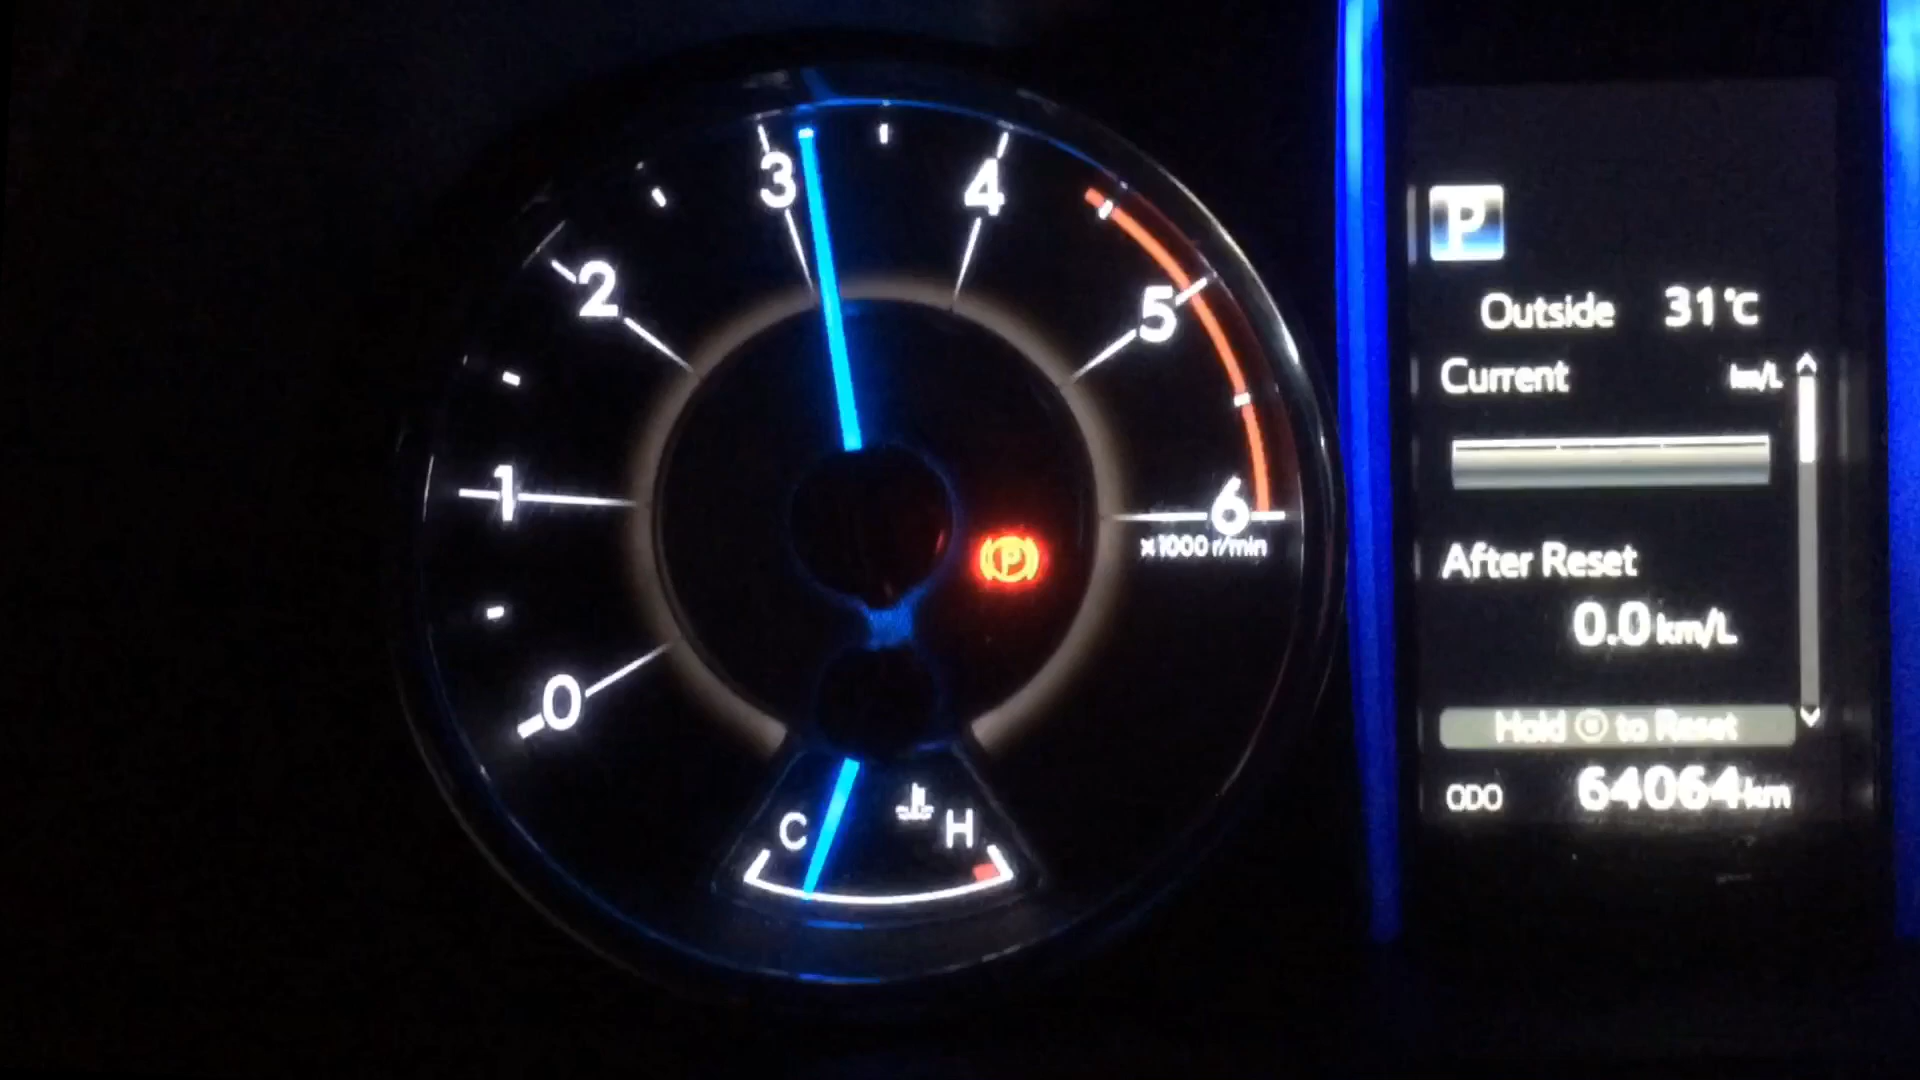 0
1
2
3
4
5
6
x1000 r/min
C
H
P
P
Outside 31°C
Current km/L
After Reset
0.0 km/L
Hold to Reset
ODO 64064 km